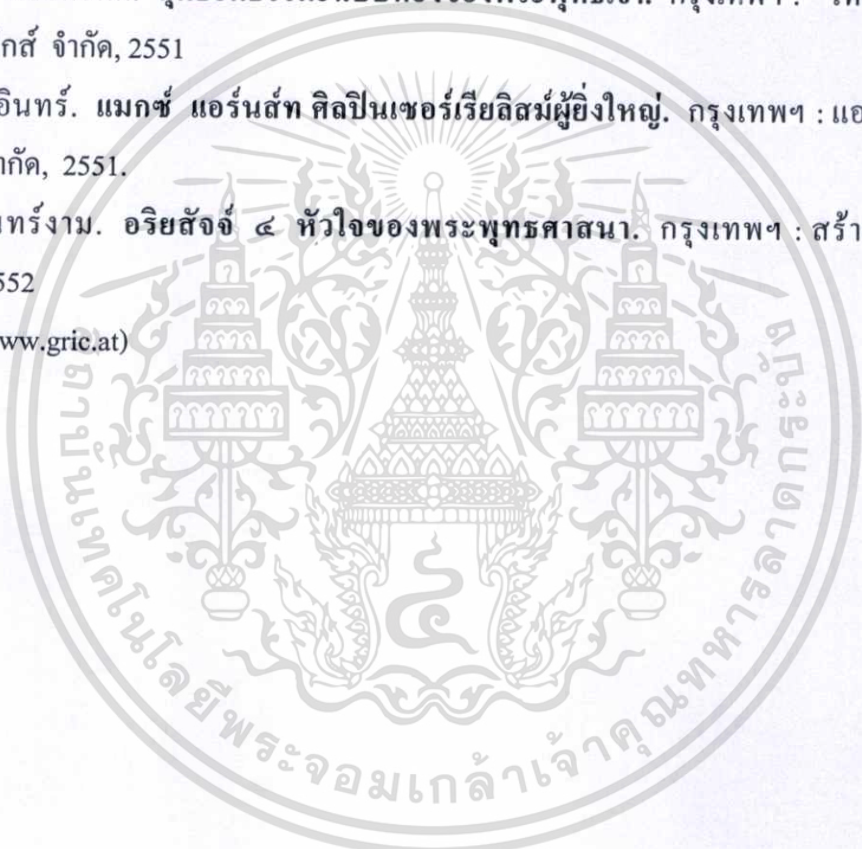 กส์ จำกัด, 2551
อินทร์. แมกซ์ แอร์นส์ท ศิลปินเซอร์เรียลิสม์ผู้ยิ่งใหญ่. กรุงเทพฯ : แอ
กัด, 2551.
ทร์งาม. อริยสัจจ์ ๔ หัวใจของพระพุทธศาสนา. กรุงเทพฯ : สร้า
552
ww.gric.at)
สถาบันเทคโนโลยีพระจอมเกล้าเจ้าคุณทหารลาดกระบัง
๔